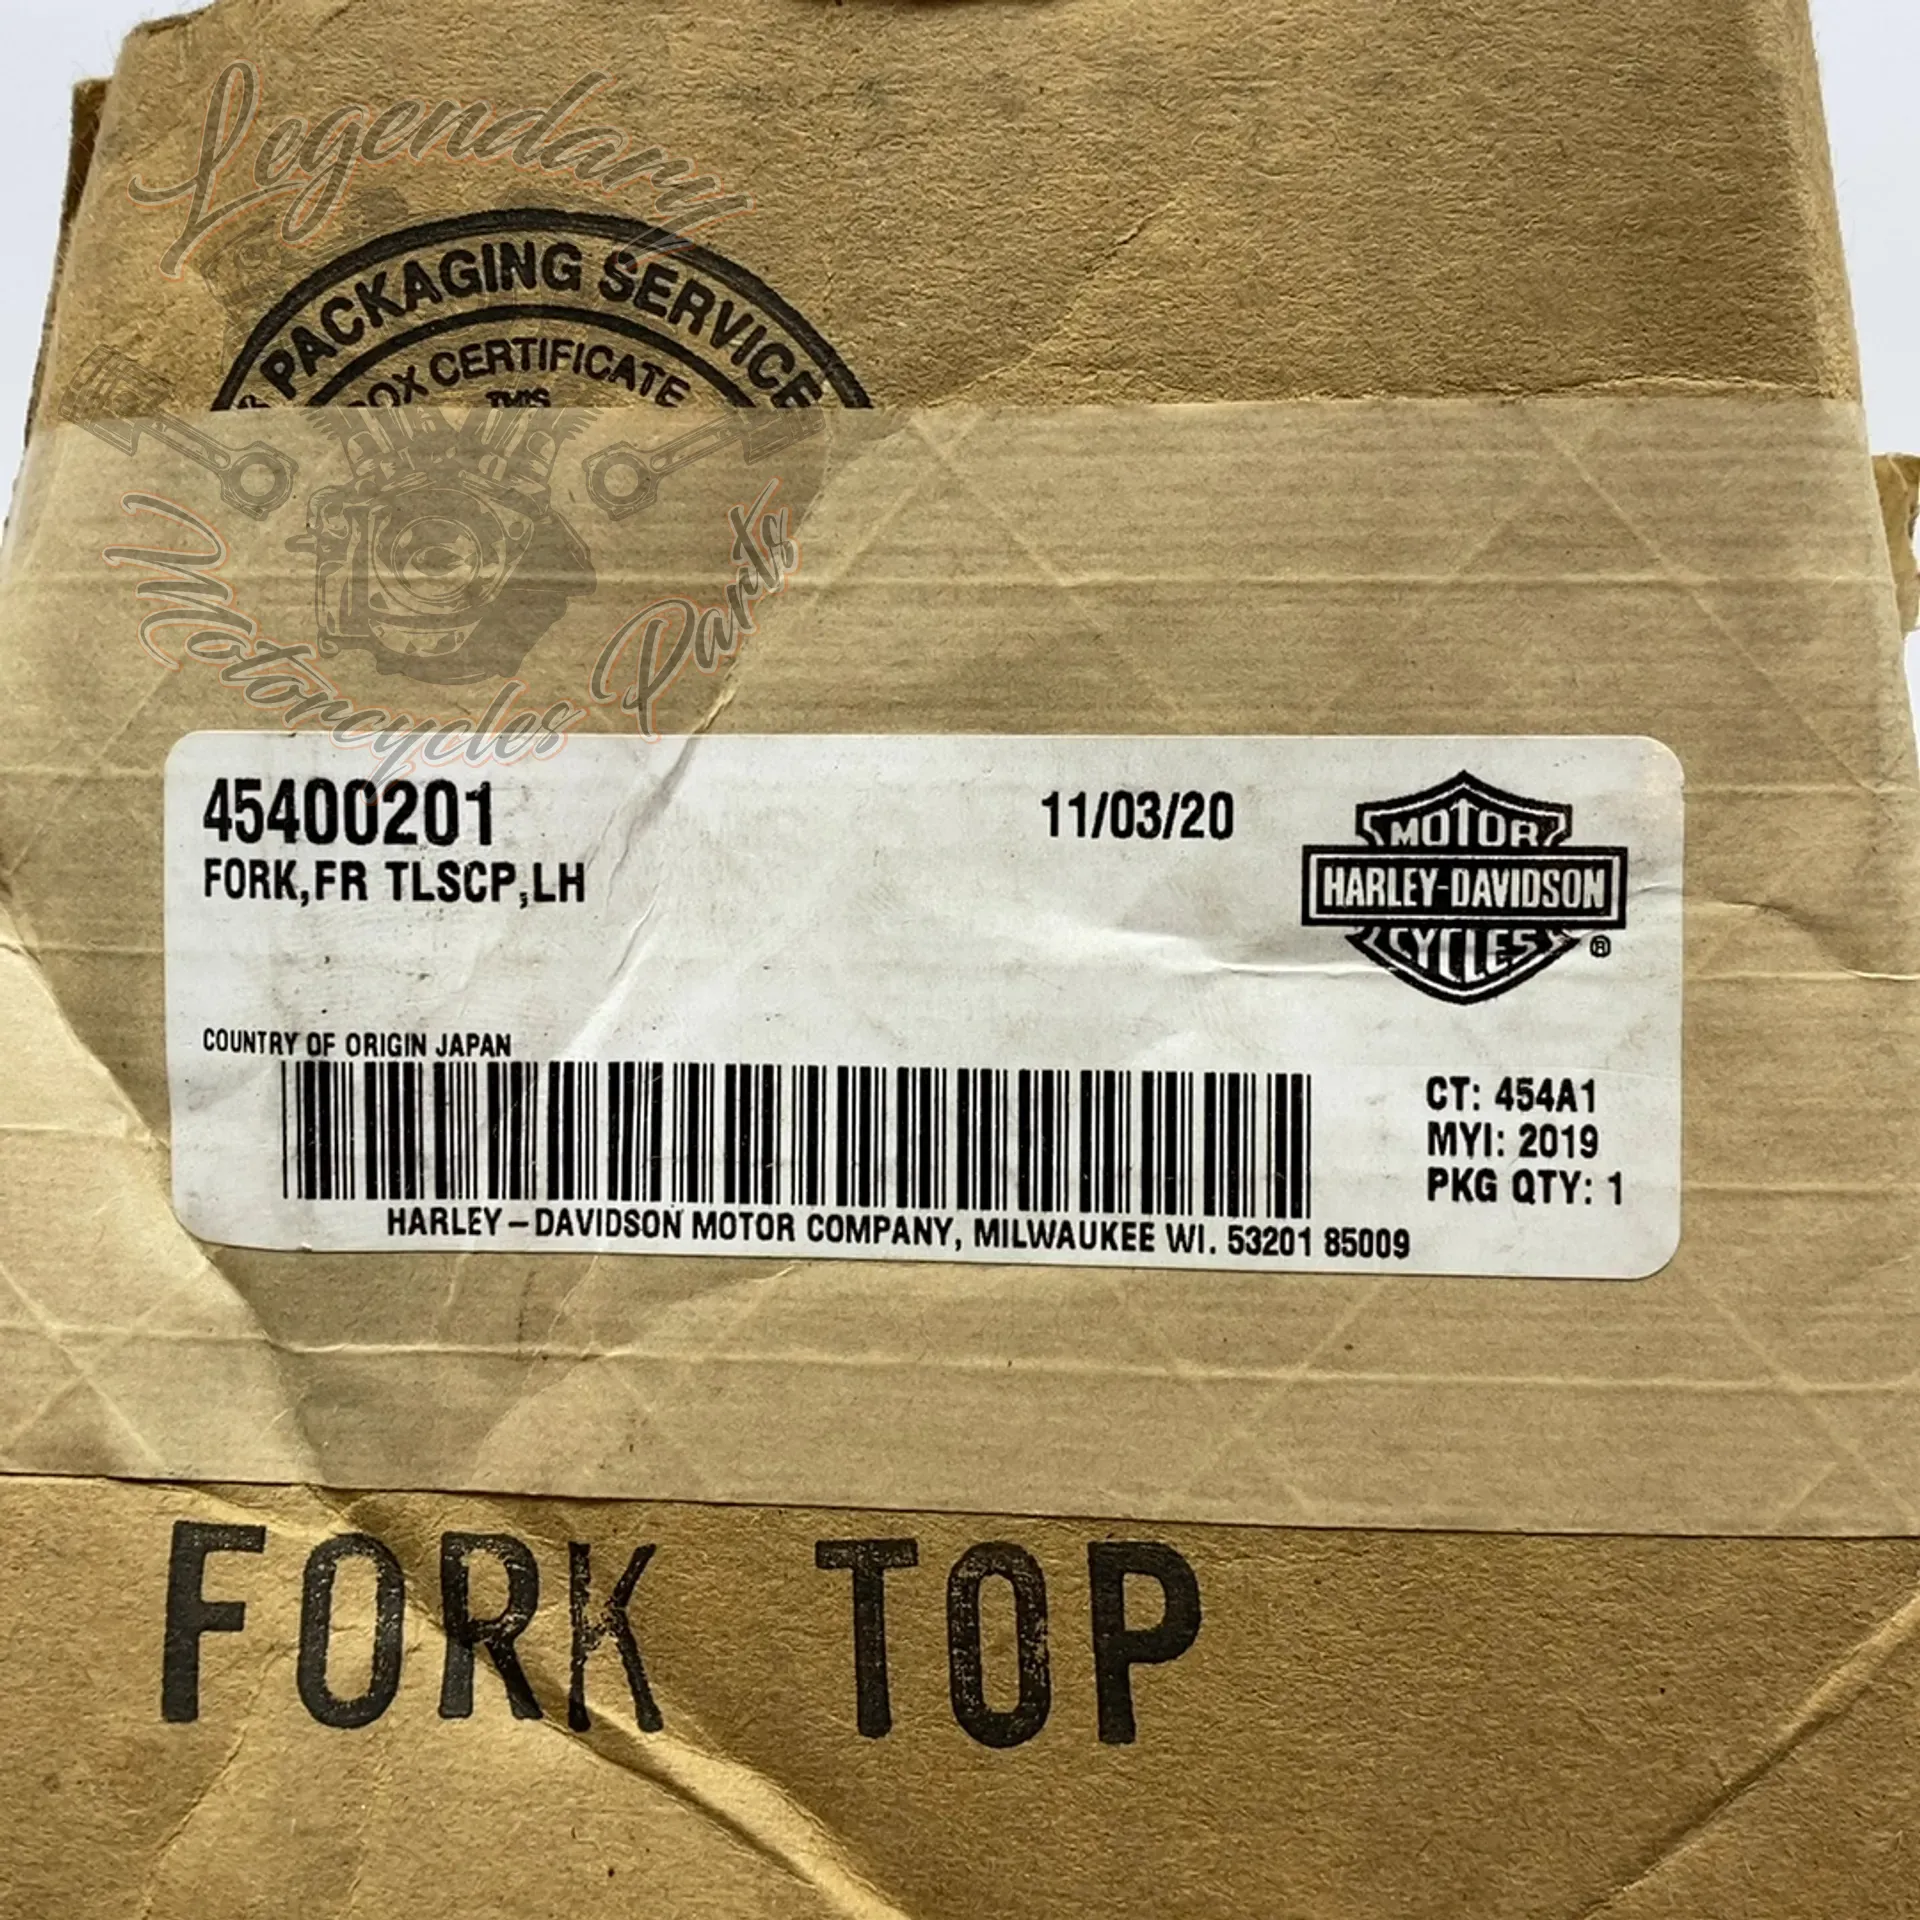 Legendary
Motorcycles Parts
PACKAGING SERVICE
BOX CERTIFICATE
THIS
45400201
11/03/20
FORK,FR TLSCP,LH
MOTOR
HARLEY-DAVIDSON
CYCLES
®
COUNTRY OF ORIGIN JAPAN
CT: 454A1
MYI: 2019
PKG QTY: 1
HARLEY-DAVIDSON MOTOR COMPANY, MILWAUKEE WI. 53201 85009
FORK TOP